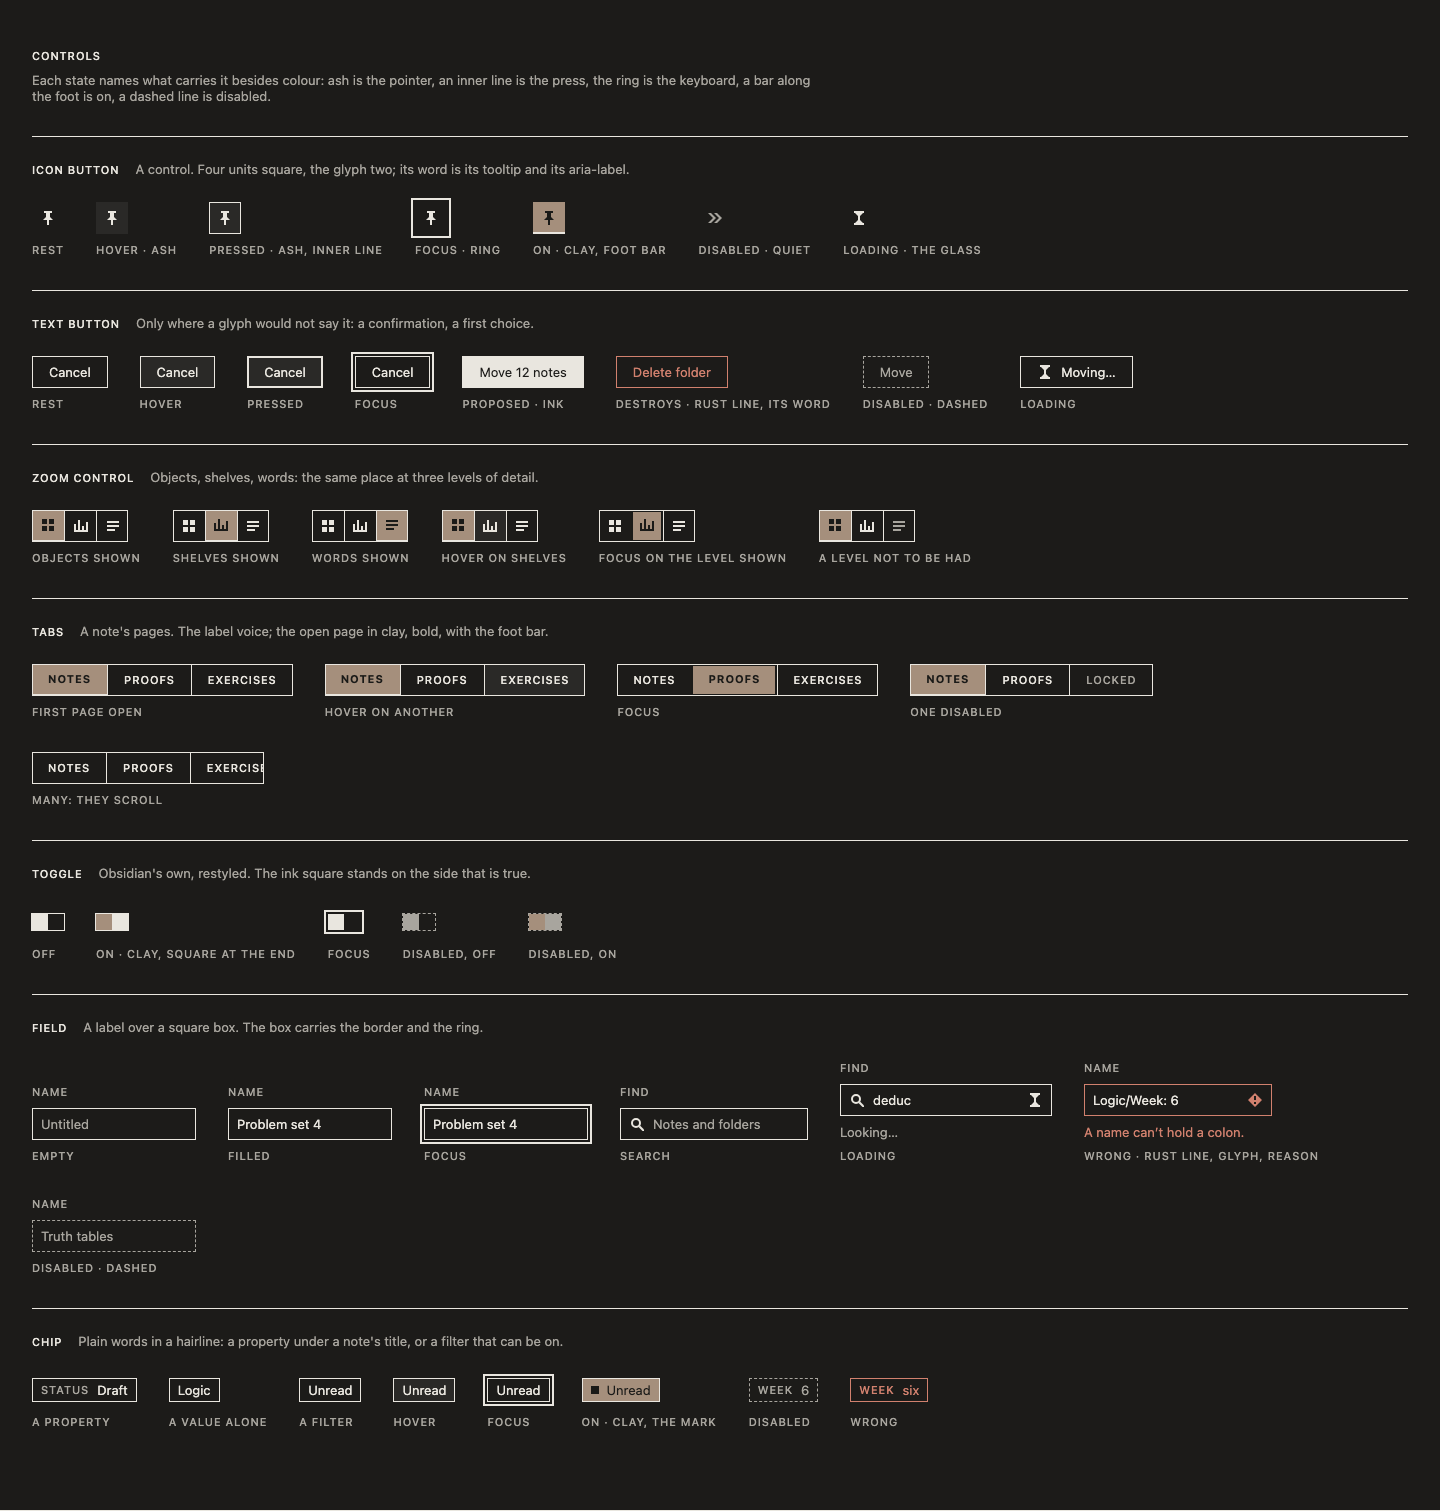 CONTROLS
Each state names what carries it besides colour: ash is the pointer, an inner line is the press, the ring is the keyboard, a bar along
the foot is on, a dashed line is disabled.
ICON BUTTON A control. Four units square, the glyph two; its word is its tooltip and its aria-label.
REST HOVER · ASH PRESSED · ASH, INNER LINE FOCUS · RING ON · CLAY, FOOT BAR DISABLED · QUIET LOADING · THE GLASS
TEXT BUTTON Only where a glyph would not say it: a confirmation, a first choice.
Cancel Cancel Cancel Cancel Move 12 notes Delete folder Move Moving…
REST HOVER PRESSED FOCUS PROPOSED · INK DESTROYS · RUST LINE, ITS WORD DISABLED · DASHED LOADING
ZOOM CONTROL Objects, shelves, words: the same place at three levels of detail.
OBJECTS SHOWN SHELVES SHOWN WORDS SHOWN HOVER ON SHELVES FOCUS ON THE LEVEL SHOWN A LEVEL NOT TO BE HAD
TABS A note's pages. The label voice; the open page in clay, bold, with the foot bar.
NOTES PROOFS EXERCISES NOTES PROOFS EXERCISES NOTES PROOFS EXERCISES NOTES PROOFS LOCKED
FIRST PAGE OPEN HOVER ON ANOTHER FOCUS ONE DISABLED
NOTES PROOFS EXERCISE
MANY: THEY SCROLL
TOGGLE Obsidian's own, restyled. The ink square stands on the side that is true.
OFF ON · CLAY, SQUARE AT THE END FOCUS DISABLED, OFF DISABLED, ON
FIELD A label over a square box. The box carries the border and the ring.
NAME NAME NAME FIND FIND NAME
Untitled Problem set 4 Problem set 4 Notes and folders deduc Logic/Week: 6
Looking… A name can’t hold a colon.
EMPTY FILLED FOCUS SEARCH LOADING WRONG · RUST LINE, GLYPH, REASON
NAME
Truth tables
DISABLED · DASHED
CHIP Plain words in a hairline: a property under a note's title, or a filter that can be on.
STATUS Draft Logic Unread Unread Unread Unread WEEK 6 WEEK six
A PROPERTY A VALUE ALONE A FILTER HOVER FOCUS ON · CLAY, THE MARK DISABLED WRONG